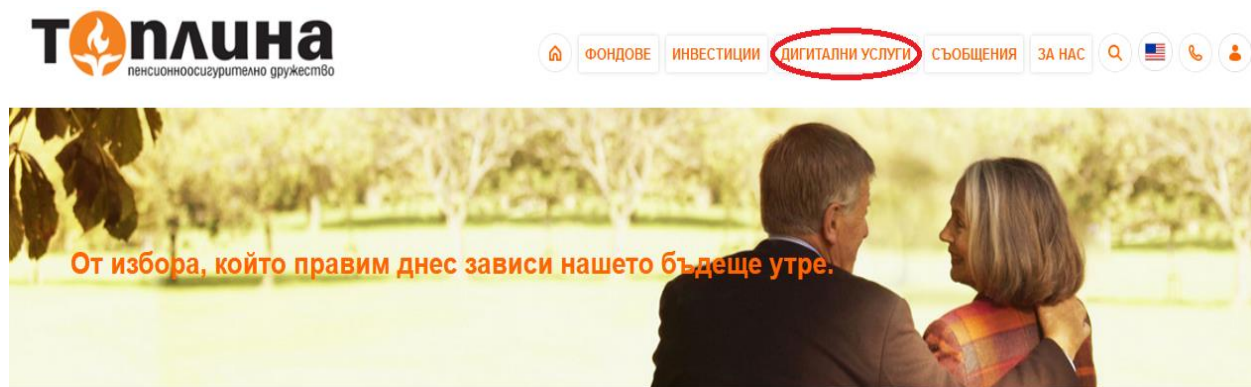 Топлина
пенсионноосигурително дружество
ФОНДОВЕ ИНВЕСТИЦИИ ДИГИТАЛНИ УСЛУГИ СЪОБЩЕНИЯ ЗА НАС
От избора, който правим днес зависи нашето бъдеще утре.